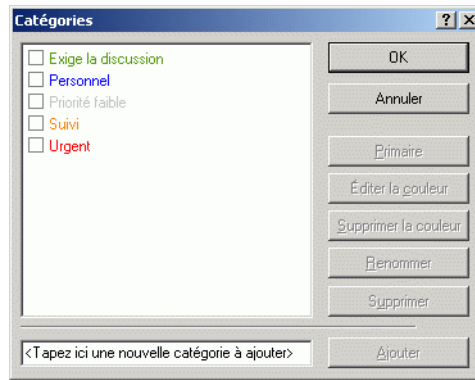 Catégories
Exige la discussion
Personnel
Priorité faible
Suivi
Urgent
OK
Annuler
Primaire
Éditer la couleur
Supprimer la couleur
Renommer
Supprimer
<Tapez ici une nouvelle catégorie à ajouter>
Ajouter